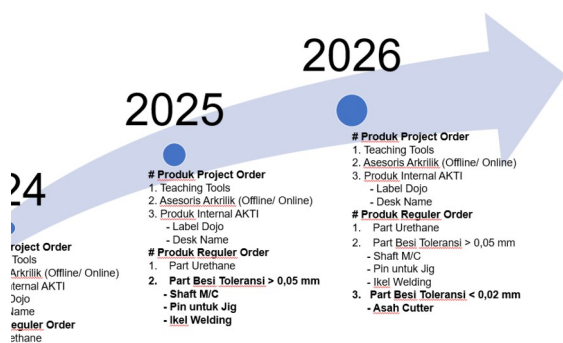 24
roject Order
Tools
Arkrilik (Offline/ Online)
nternal AKTI
Dojo
Name
eguler Order
ethane
2025
# Produk Project Order
1. Teaching Tools
2. Asesoris Arkrilik (Offline/ Online)
3. Produk Internal AKTI
- Label Dojo
- Desk Name
# Produk Reguler Order
1. Part Urethane
2. Part Besi Toleransi > 0,05 mm
- Shaft M/C
- Pin untuk Jig
- Ikel Welding
2026
# Produk Project Order
1. Teaching Tools
2. Asesoris Arkrilik (Offline/ Online)
3. Produk Internal AKTI
- Label Dojo
- Desk Name
# Produk Reguler Order
1. Part Urethane
2. Part Besi Toleransi > 0,05 mm
- Shaft M/C
- Pin untuk Jig
- Ikel Welding
3. Part Besi Toleransi < 0,02 mm
- Asah Cutter